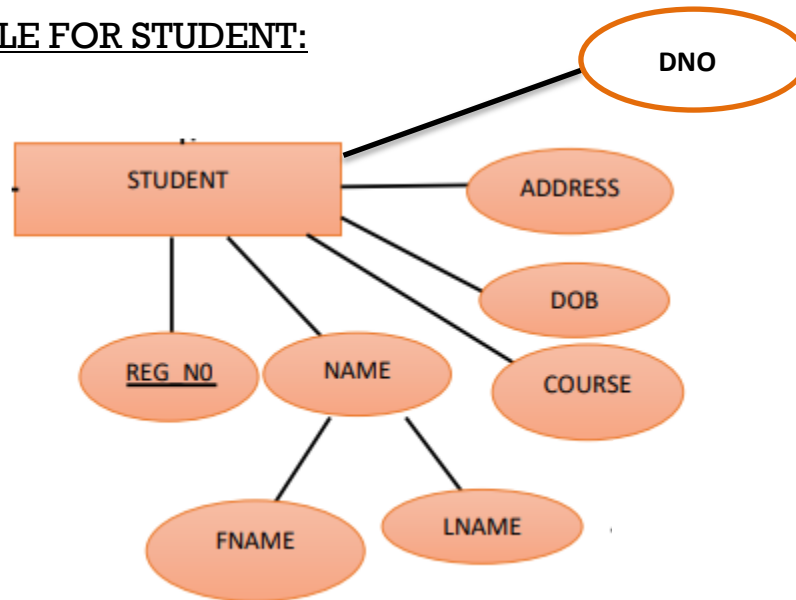 LE FOR STUDENT:
DNO
STUDENT
ADDRESS
DOB
REG_N0
NAME
COURSE
FNAME
LNAME